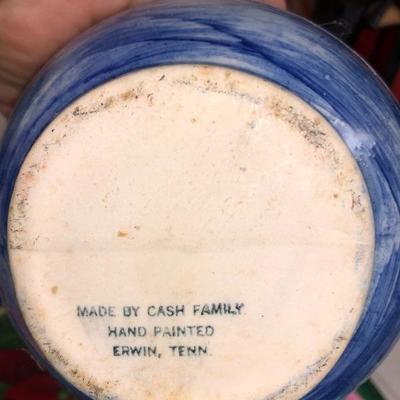 MADE BY CASH FAMILY
HAND PAINTED
ERWIN, TENN.